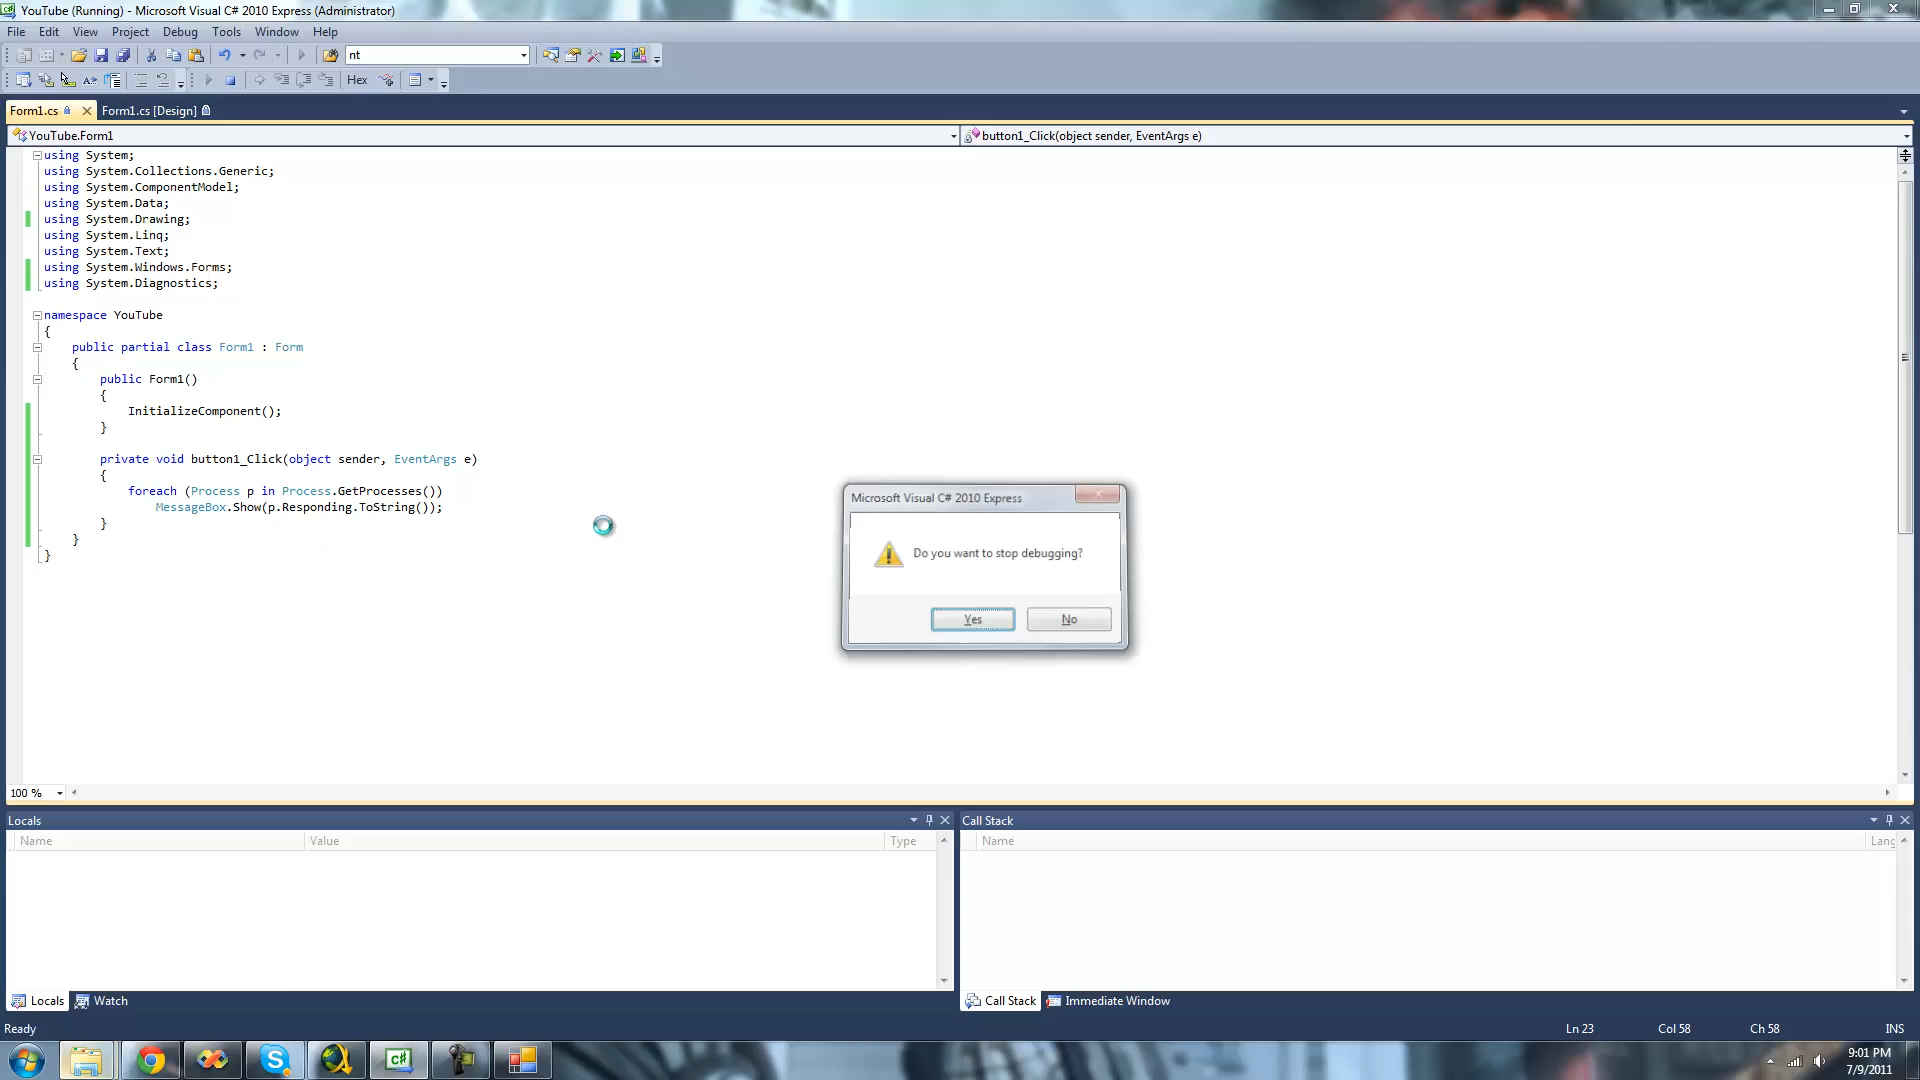 YouTube (Running) - Microsoft Visual C# 2010 Express (Administrator)
File Edit View Project Debug Tools Window Help
nt
Hex
Form1.cs Form1.cs [Design]
YouTube.Form1 button1_Click(object sender, EventArgs e)
using System;
using System.Collections.Generic;
using System.ComponentModel;
using System.Data;
using System.Drawing;
using System.Linq;
using System.Text;
using System.Windows.Forms;
using System.Diagnostics;
namespace YouTube
{
public partial class Form1 : Form
{
public Form1()
{
InitializeComponent();
}
private void button1_Click(object sender, EventArgs e)
{
foreach (Process p in Process.GetProcesses())
MessageBox.Show(p.Responding.ToString());
}
}
}
Microsoft Visual C# 2010 Express
Do you want to stop debugging?
Yes No
100 %
Locals
Name Value Type
Call Stack
Name Lang
Locals Watch
Call Stack Immediate Window
Ready Ln 23 Col 58 Ch 58 INS
9:01 PM
7/9/2011